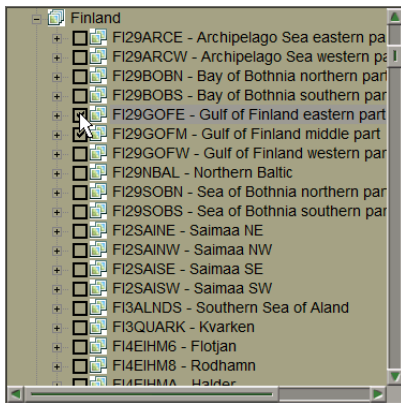 Finland
FI29ARCE - Archipelago Sea eastern pa
FI29ARCW - Archipelago Sea western pa
FI29BOBN - Bay of Bothnia northern part
FI29BOBS - Bay of Bothnia southern part
FI29GOFE - Gulf of Finland eastern part
FI29GOFM - Gulf of Finland middle part
FI29GOFW - Gulf of Finland western par
FI29NBAL - Northern Baltic
FI29SOBN - Sea of Bothnia northern par
FI29SOBS - Sea of Bothnia southern par
FI2SAINE - Saimaa NE
FI2SAINW - Saimaa NW
FI2SAISE - Saimaa SE
FI2SAISW - Saimaa SW
FI3ALNDS - Southern Sea of Aland
FI3QUARK - Kvarken
FI4EIHM6 - Flotjan
FI4EIHM8 - Rodhamn
FI4EIHMA - Halder